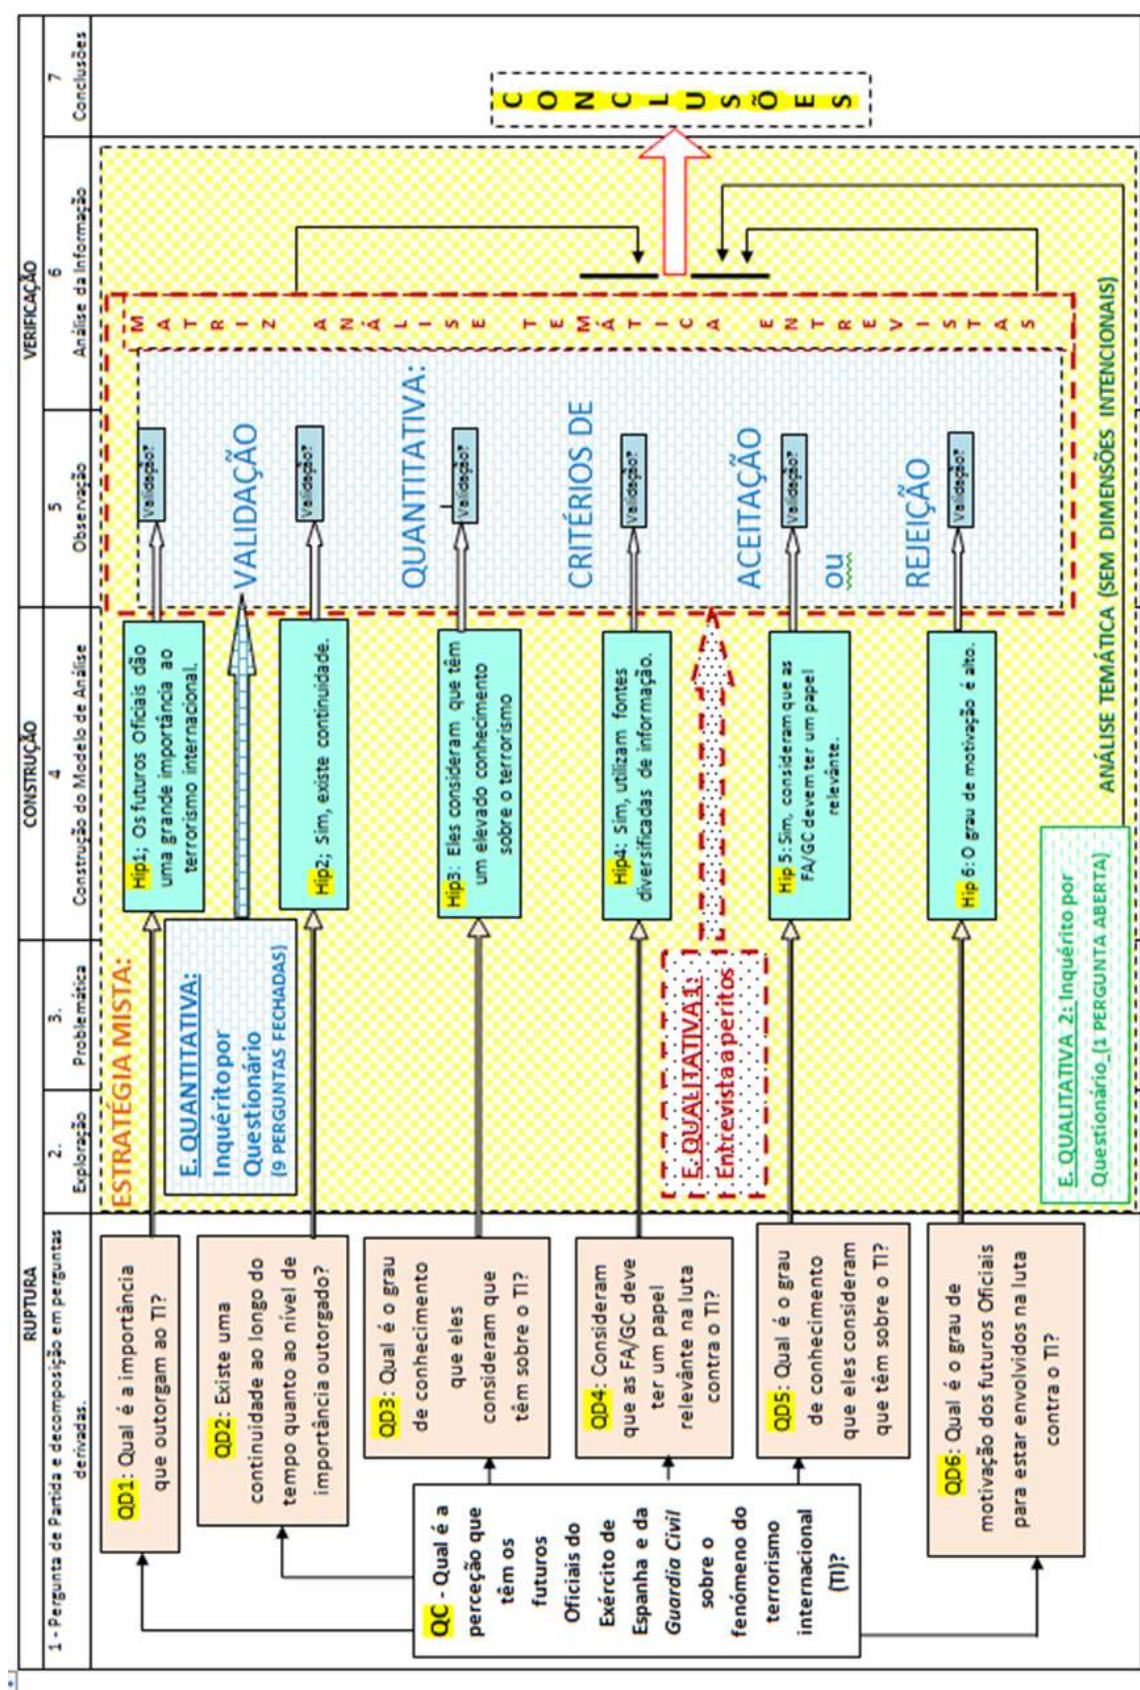 RUPTURA
CONSTRUÇÃO
VERIFICAÇÃO
1 - Pergunta de Partida e decomposição em perguntas
derivadas.
2.
Exploração
3.
Problemática
4
Construção do Modelo de Análise
5
Observação
6
Análise da Informação
7
Conclusões
QC - Qual é a
perceção que
têm os
futuros
Oficiais do
Exército de
Espanha e da
Guardia Civil
sobre o
fenómeno do
terrorismo
internacional
(TI)?
QD1: Qual é a importância
que outorgam ao TI?
QD2: Existe uma
continuidade ao longo do
tempo quanto ao nível de
importância outorgado?
QD3: Qual é o grau
de conhecimento
que eles
consideram que
têm sobre o TI?
QD4: Consideram
que as FA/GC deve
ter um papel
relevante na luta
contra o TI?
QD5: Qual é o grau
de conhecimento
que eles consideram
que têm sobre o TI?
QD6: Qual é o grau de
motivação dos futuros Oficiais
para estar envolvidos na luta
contra o TI?
ESTRATÉGIA MISTA:
E. QUANTITATIVA:
Inquérito por
Questionário
(9 PERGUNTAS FECHADAS)
E. QUALITATIVA 1:
Entrevista a peritos
E. QUALITATIVA 2: Inquérito por
Questionário_(1 PERGUNTA ABERTA)
Hip1; Os futuros Oficiais dão
uma grande importância ao
terrorismo internacional.
Hip2; Sim, existe continuidade.
Hip3: Eles consideram que têm
um elevado conhecimento
sobre o terrorismo
Hip4: Sim, utilizam fontes
diversificadas de informação.
Hip 5: Sim, consideram que as
FA/GC devem ter um papel
relevante.
Hip 6: O grau de motivação é alto.
Validação?
VALIDAÇÃO
Validação?
QUANTITATIVA:
Validação?
CRITÉRIOS DE
Validação?
ACEITAÇÃO
Validação?
ou
REJEIÇÃO
Validação?
MATRIZ ANÁLISE TEMÁTICA ENTREVISTAS
ANÁLISE TEMÁTICA (SEM DIMENSÕES INTENCIONAIS)
CONCLUSÕES